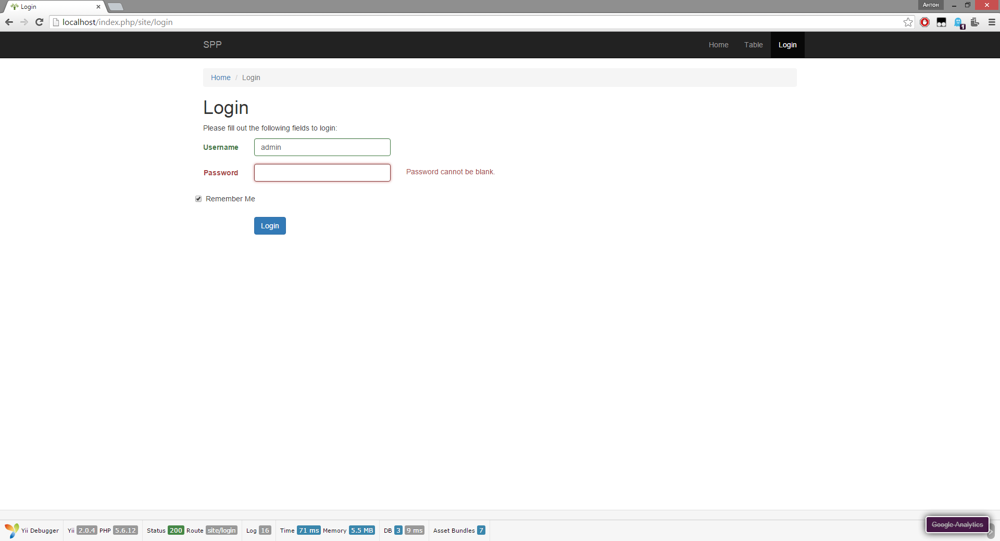 Login
Антон
localhost/index.php/site/login
1
SPP
Home Table Login
Home / Login
Login
Please fill out the following fields to login:
Username admin
Password Password cannot be blank.
Remember Me
Login
Yii Debugger Yii 2.0.4 PHP 5.6.12 Status 200 Route site/login Log 16 Time 71 ms Memory 5.5 MB DB 3 9 ms Asset Bundles 7
Google Analytics